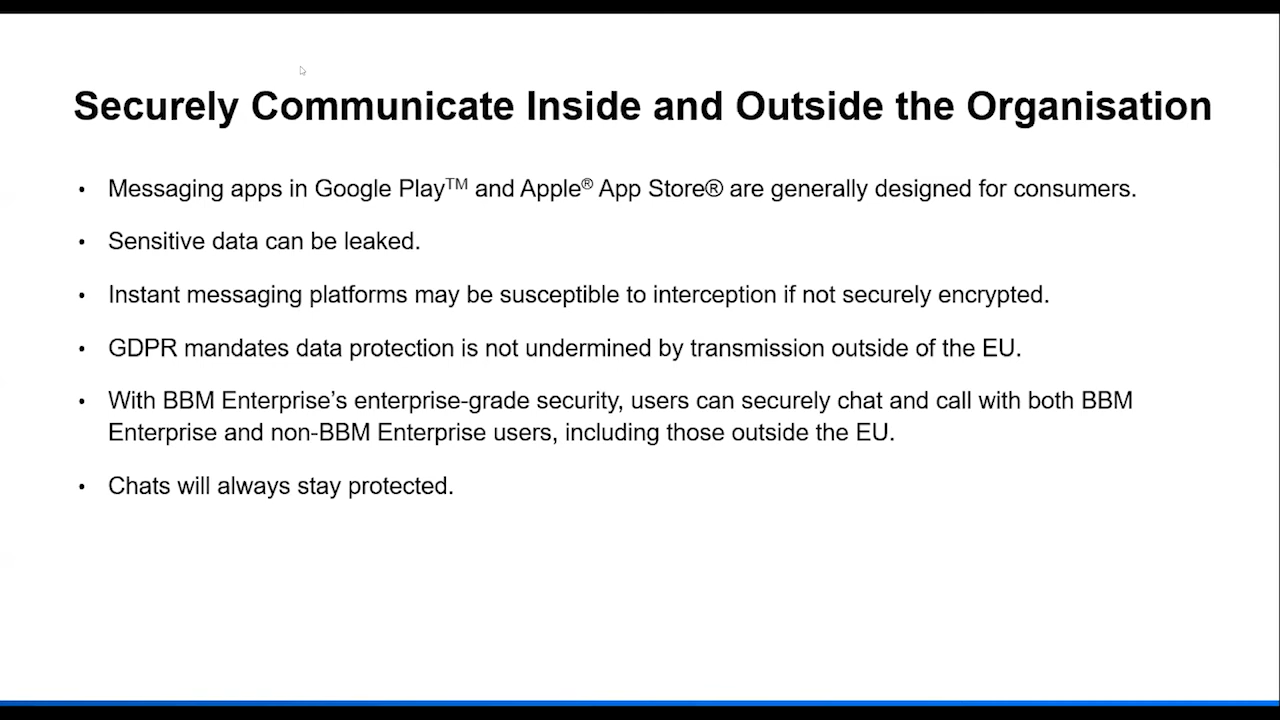 Securely Communicate Inside and Outside the Organisation
• Messaging apps in Google Play™ and Apple® App Store® are generally designed for consumers.
• Sensitive data can be leaked.
• Instant messaging platforms may be susceptible to interception if not securely encrypted.
• GDPR mandates data protection is not undermined by transmission outside of the EU.
• With BBM Enterprise’s enterprise-grade security, users can securely chat and call with both BBM
Enterprise and non-BBM Enterprise users, including those outside the EU.
• Chats will always stay protected.